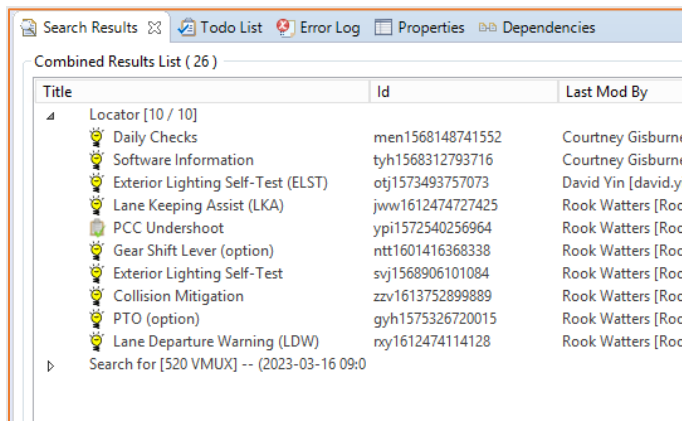 Search Results Todo List Error Log Properties Dependencies
Combined Results List ( 26 )
Title Id Last Mod By
Locator [10 / 10]
Daily Checks men1568148741552 Courtney Gisburne
Software Information tyh1568312793716 Courtney Gisburne
Exterior Lighting Self-Test (ELST) otj1573493757073 David Yin [david.y
Lane Keeping Assist (LKA) jww1612474727425 Rook Watters [Roo
PCC Undershoot ypi1572540256964 Rook Watters [Roo
Gear Shift Lever (option) ntt1601416368338 Rook Watters [Roo
Exterior Lighting Self-Test svj1568906101084 Rook Watters [Roo
Collision Mitigation zzv1613752899889 Rook Watters [Roo
PTO (option) gyh1575326720015 Rook Watters [Roo
Lane Departure Warning (LDW) rxy1612474114128 Rook Watters [Roo
Search for [520 VMUX] -- (2023-03-16 09:0